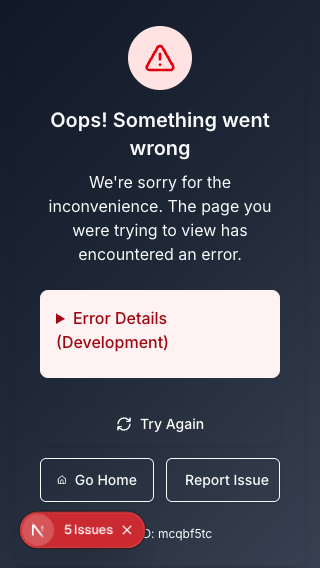 Oops! Something went
wrong
We're sorry for the
inconvenience. The page you
were trying to view has
encountered an error.
Error Details
(Development)
Try Again
Go Home
Report Issue
N
5 Issues
D: mcqbf5tc